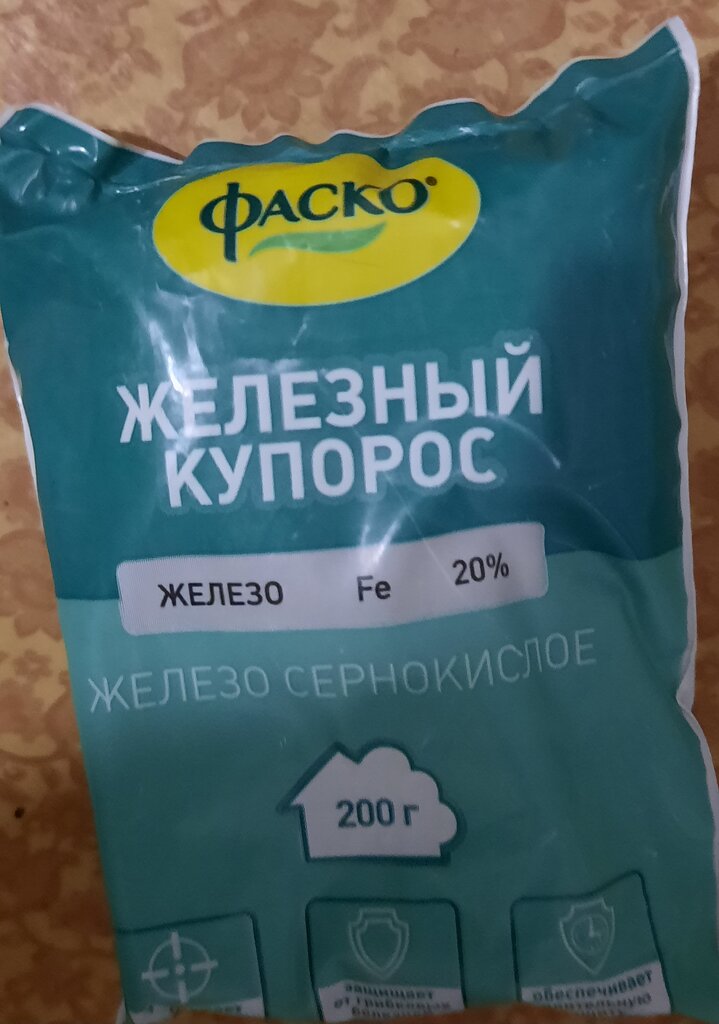 ФАСКО®
ЖЕЛЕЗНЫЙ
КУПОРОС
ЖЕЛЕЗО Fe 20%
ЖЕЛЕЗО СЕРНОКИСЛОЕ
200 г
защищает
от грибковых
обеспечивает